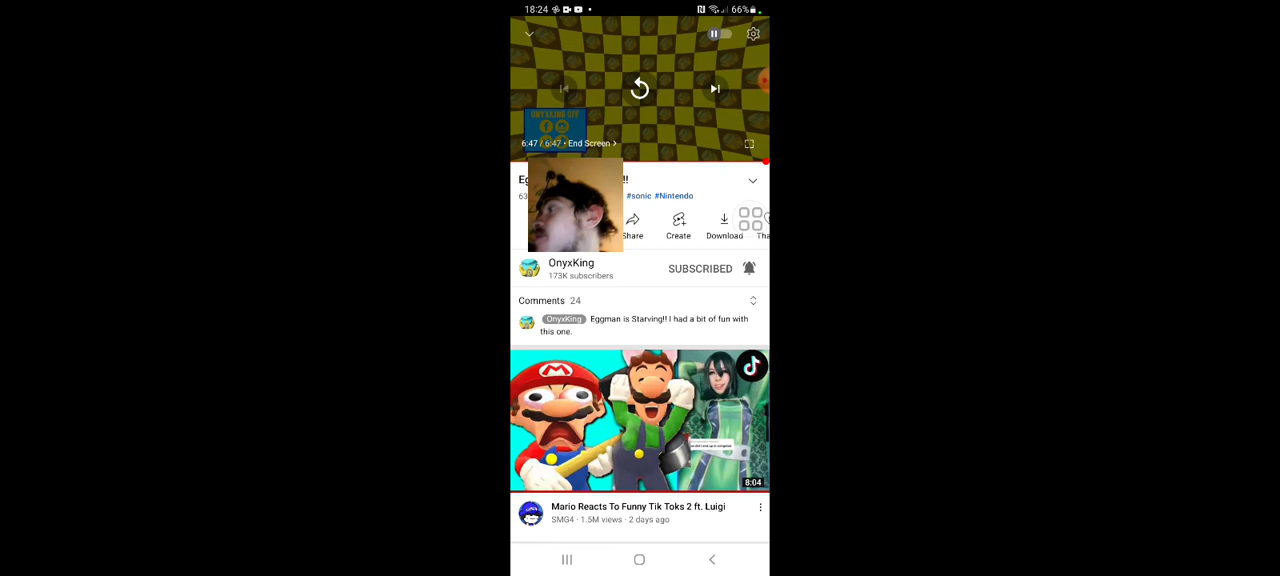 18:24
66%
ONYXKING OFF
6:47 / 6:47 • End Screen
!!
#sonic #Nintendo
Share
Create
Download
OnyxKing
173K subscribers
SUBSCRIBED
Comments 24
OnyxKing Eggman is Starving!! I had a bit of fun with
this one.
8:04
Mario Reacts To Funny Tik Toks 2 ft. Luigi
SMG4 · 1.5M views · 2 days ago